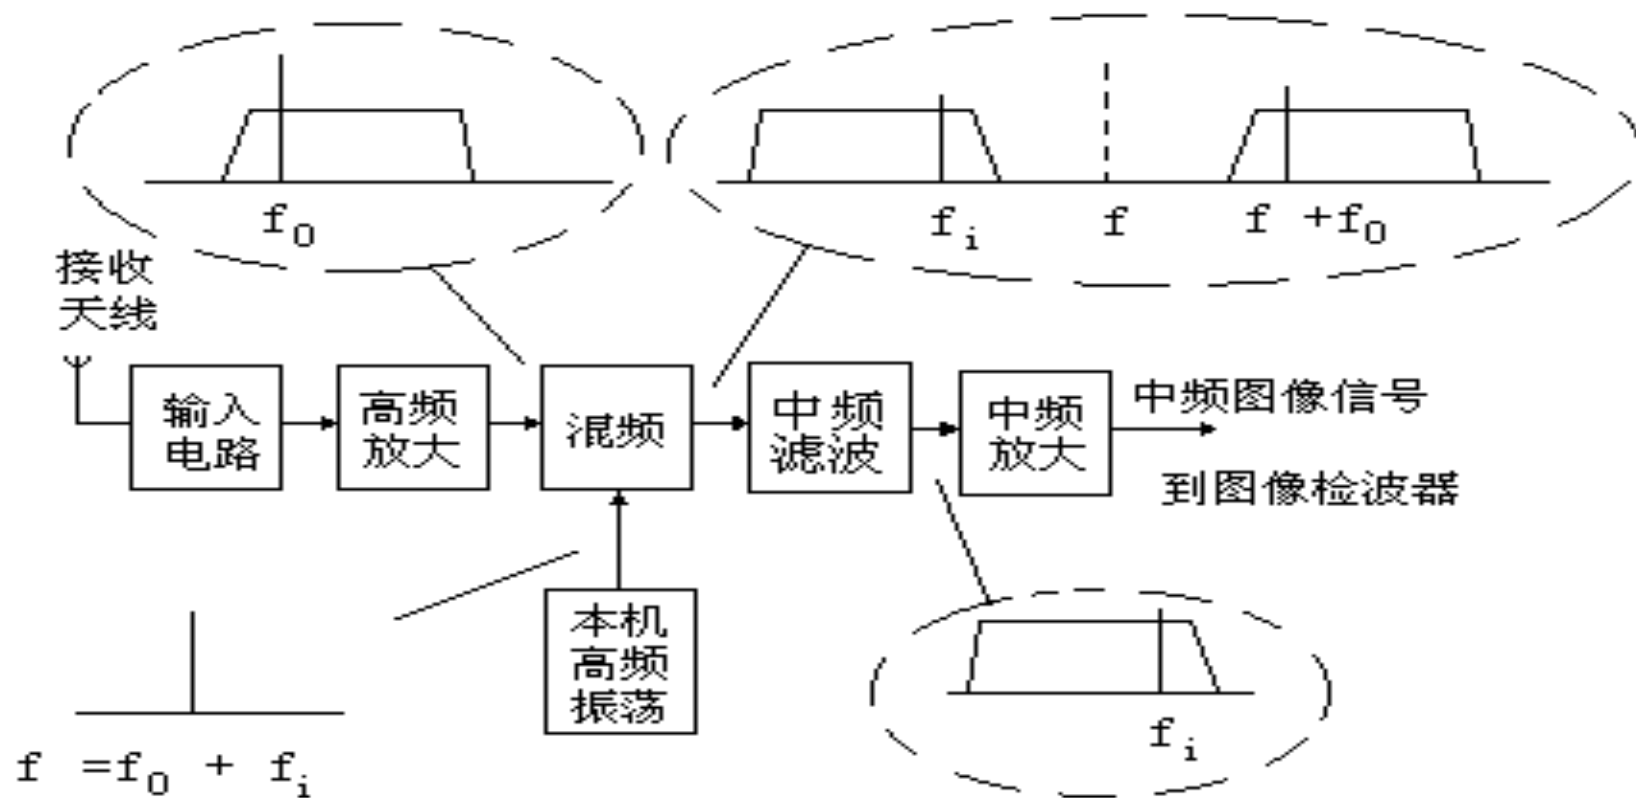 f₀
fᵢ
f
f +f₀
接收
天线
输入
电路
高频
放大
混频
中频
滤波
中频
放大
中频图像信号
到图像检波器
本机
高频
振荡
f =f₀ + fᵢ
fᵢ